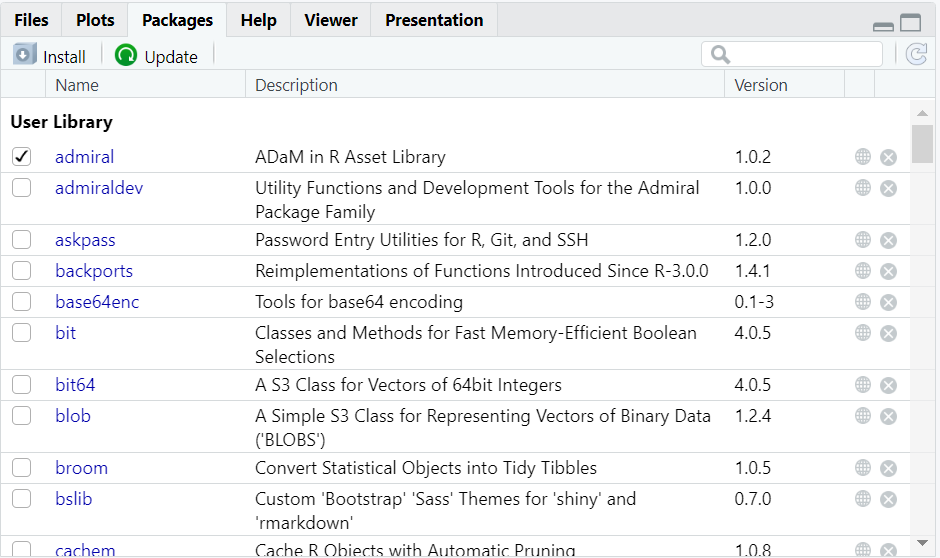 Files Plots Packages Help Viewer Presentation
Install Update
Name Description Version
User Library
admiral ADaM in R Asset Library 1.0.2
admiraldev Utility Functions and Development Tools for the Admiral 1.0.0
Package Family
askpass Password Entry Utilities for R, Git, and SSH 1.2.0
backports Reimplementations of Functions Introduced Since R-3.0.0 1.4.1
base64enc Tools for base64 encoding 0.1-3
bit Classes and Methods for Fast Memory-Efficient Boolean 4.0.5
Selections
bit64 A S3 Class for Vectors of 64bit Integers 4.0.5
blob A Simple S3 Class for Representing Vectors of Binary Data 1.2.4
('BLOBS')
broom Convert Statistical Objects into Tidy Tibbles 1.0.5
bslib Custom 'Bootstrap' 'Sass' Themes for 'shiny' and 0.7.0
'rmarkdown'
cachem Cache R Objects with Automatic Pruning 1.0.8